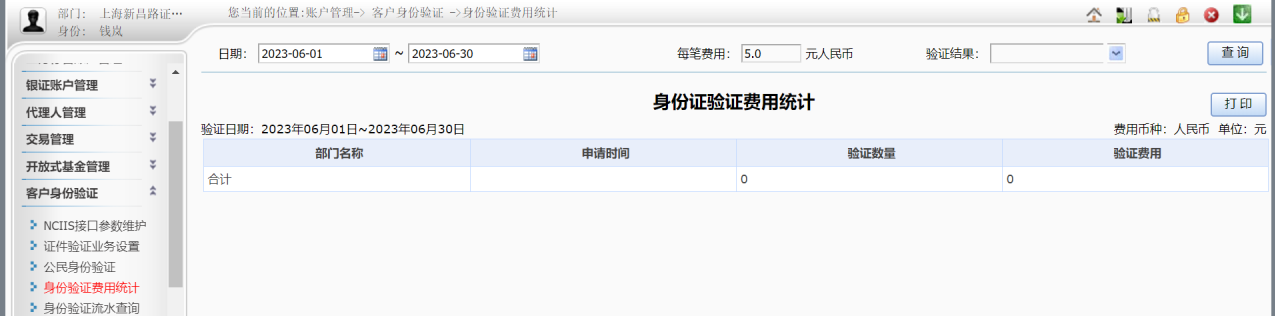 部门： 上海新昌路证…
身份： 钱岚
您当前的位置:账户管理-> 客户身份验证 ->身份验证费用统计
日期： 2023-06-01 ~ 2023-06-30 每笔费用： 5.0 元人民币 验证结果： 查 询
银证账户管理
代理人管理
交易管理
开放式基金管理
客户身份验证
NCIIS接口参数维护
证件验证业务设置
公民身份验证
身份验证费用统计
身份验证流水查询
身份证验证费用统计
打 印
验证日期： 2023年06月01日~2023年06月30日 费用币种：人民币 单位：元
部门名称 申请时间 验证数量 验证费用
合计 0 0